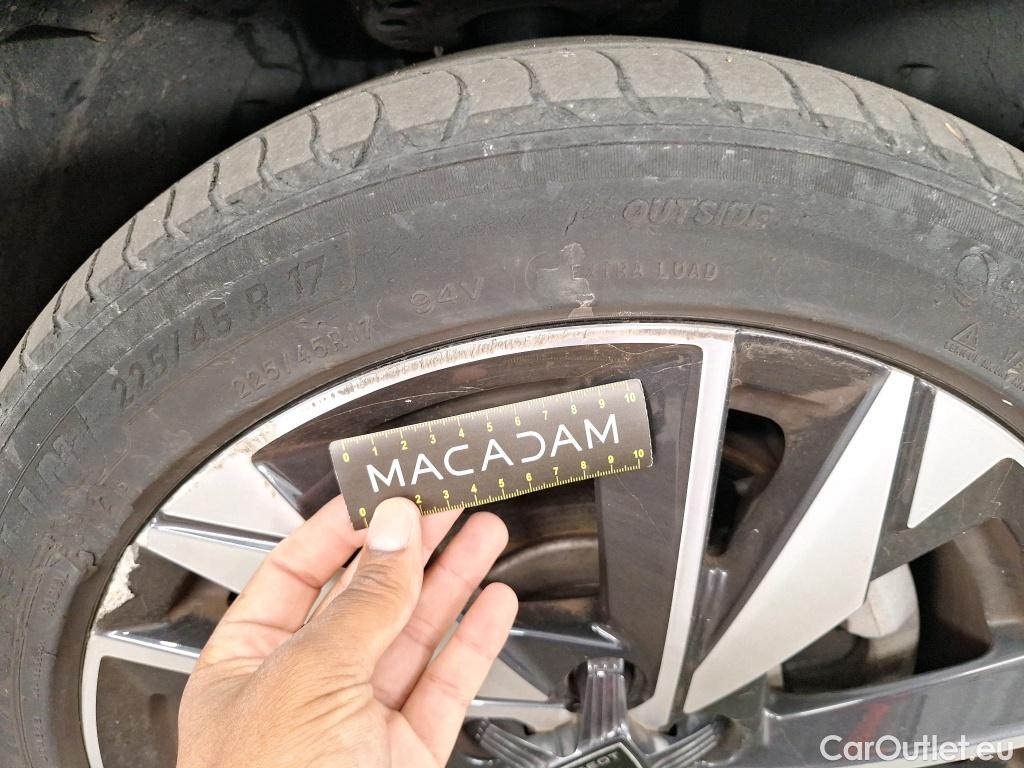 OUTSIDE
EXTRA LOAD
94V
225/45 R 17
225/45R17
0 1 2 3 4 5 6 7 8 9 10
MACADAM
0 2 3 4 5 6 7 8 9 10
CarOutlet.eu